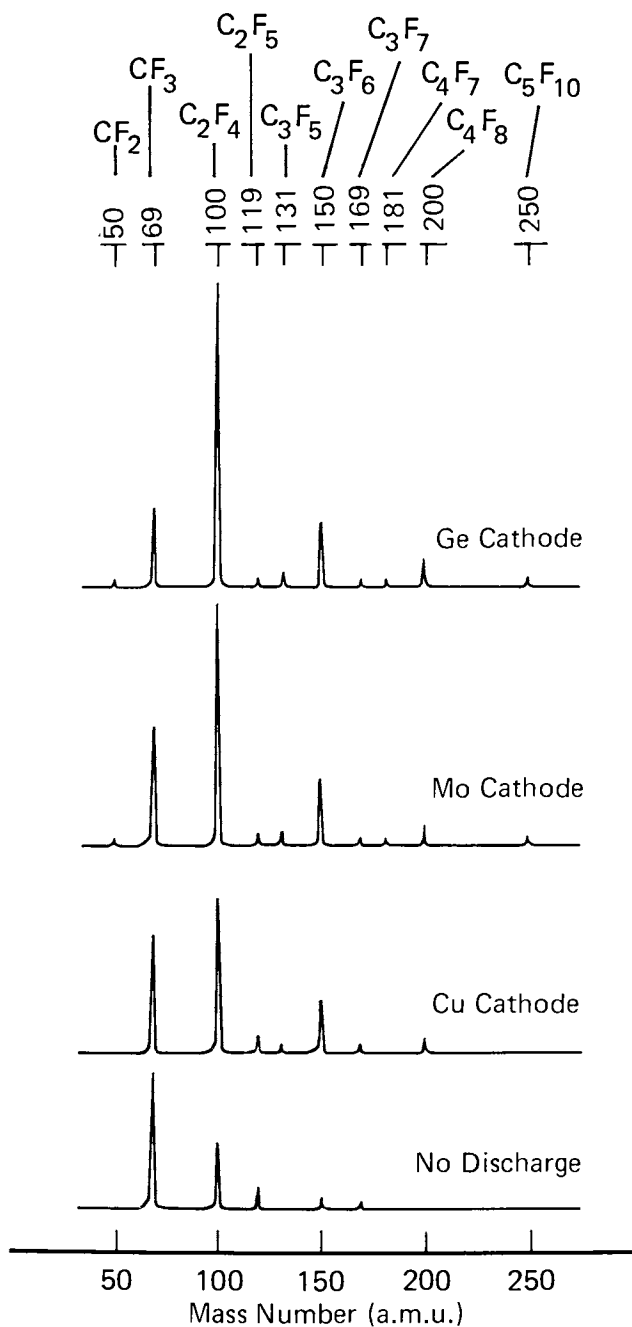 C₂F₅
C₃F₇
CF₃
C₃F₆
C₄F₇
C₅F₁₀
CF₂
C₂F₄
C₃F₅
C₄F₈
50
69
100
119
131
150
169
181
200
250
Ge Cathode
Mo Cathode
Cu Cathode
No Discharge
50 100 150 200 250
Mass Number (a.m.u.)